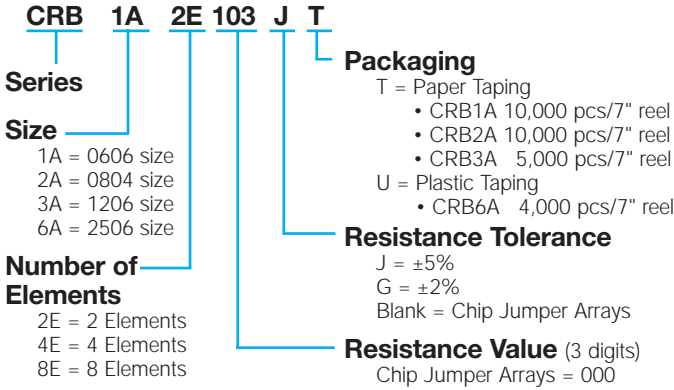 CRB 1A 2E 103 J T
Series
Size
1A = 0606 size
2A = 0804 size
3A = 1206 size
6A = 2506 size
Number of
Elements
2E = 2 Elements
4E = 4 Elements
8E = 8 Elements
Packaging
T = Paper Taping
• CRB1A 10,000 pcs/7" reel
• CRB2A 10,000 pcs/7" reel
• CRB3A 5,000 pcs/7" reel
U = Plastic Taping
• CRB6A 4,000 pcs/7" reel
Resistance Tolerance
J = ±5%
G = ±2%
Blank = Chip Jumper Arrays
Resistance Value (3 digits)
Chip Jumper Arrays = 000